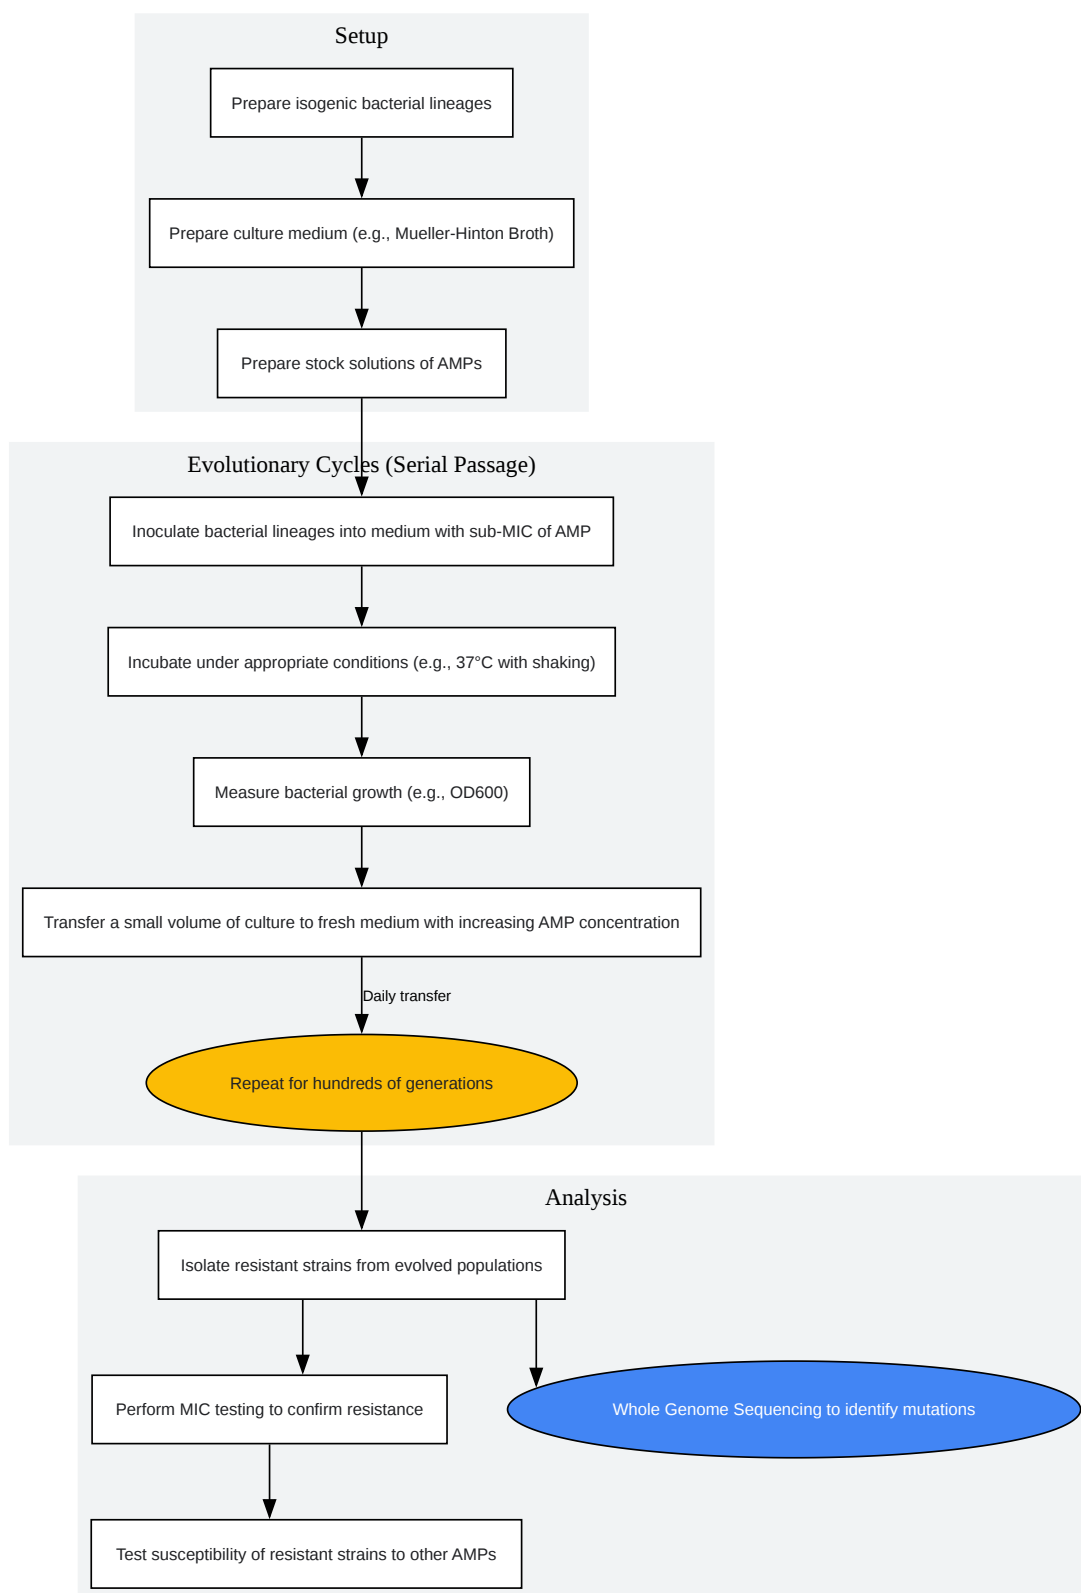 Setup
Prepare isogenic bacterial lineages
Prepare culture medium (e.g., Mueller-Hinton Broth)
Prepare stock solutions of AMPs
Evolutionary Cycles (Serial Passage)
Inoculate bacterial lineages into medium with sub-MIC of AMP
Incubate under appropriate conditions (e.g., 37°C with shaking)
Measure bacterial growth (e.g., OD600)
Transfer a small volume of culture to fresh medium with increasing AMP concentration
Daily transfer
Repeat for hundreds of generations
Analysis
Isolate resistant strains from evolved populations
Perform MIC testing to confirm resistance
Whole Genome Sequencing to identify mutations
Test susceptibility of resistant strains to other AMPs